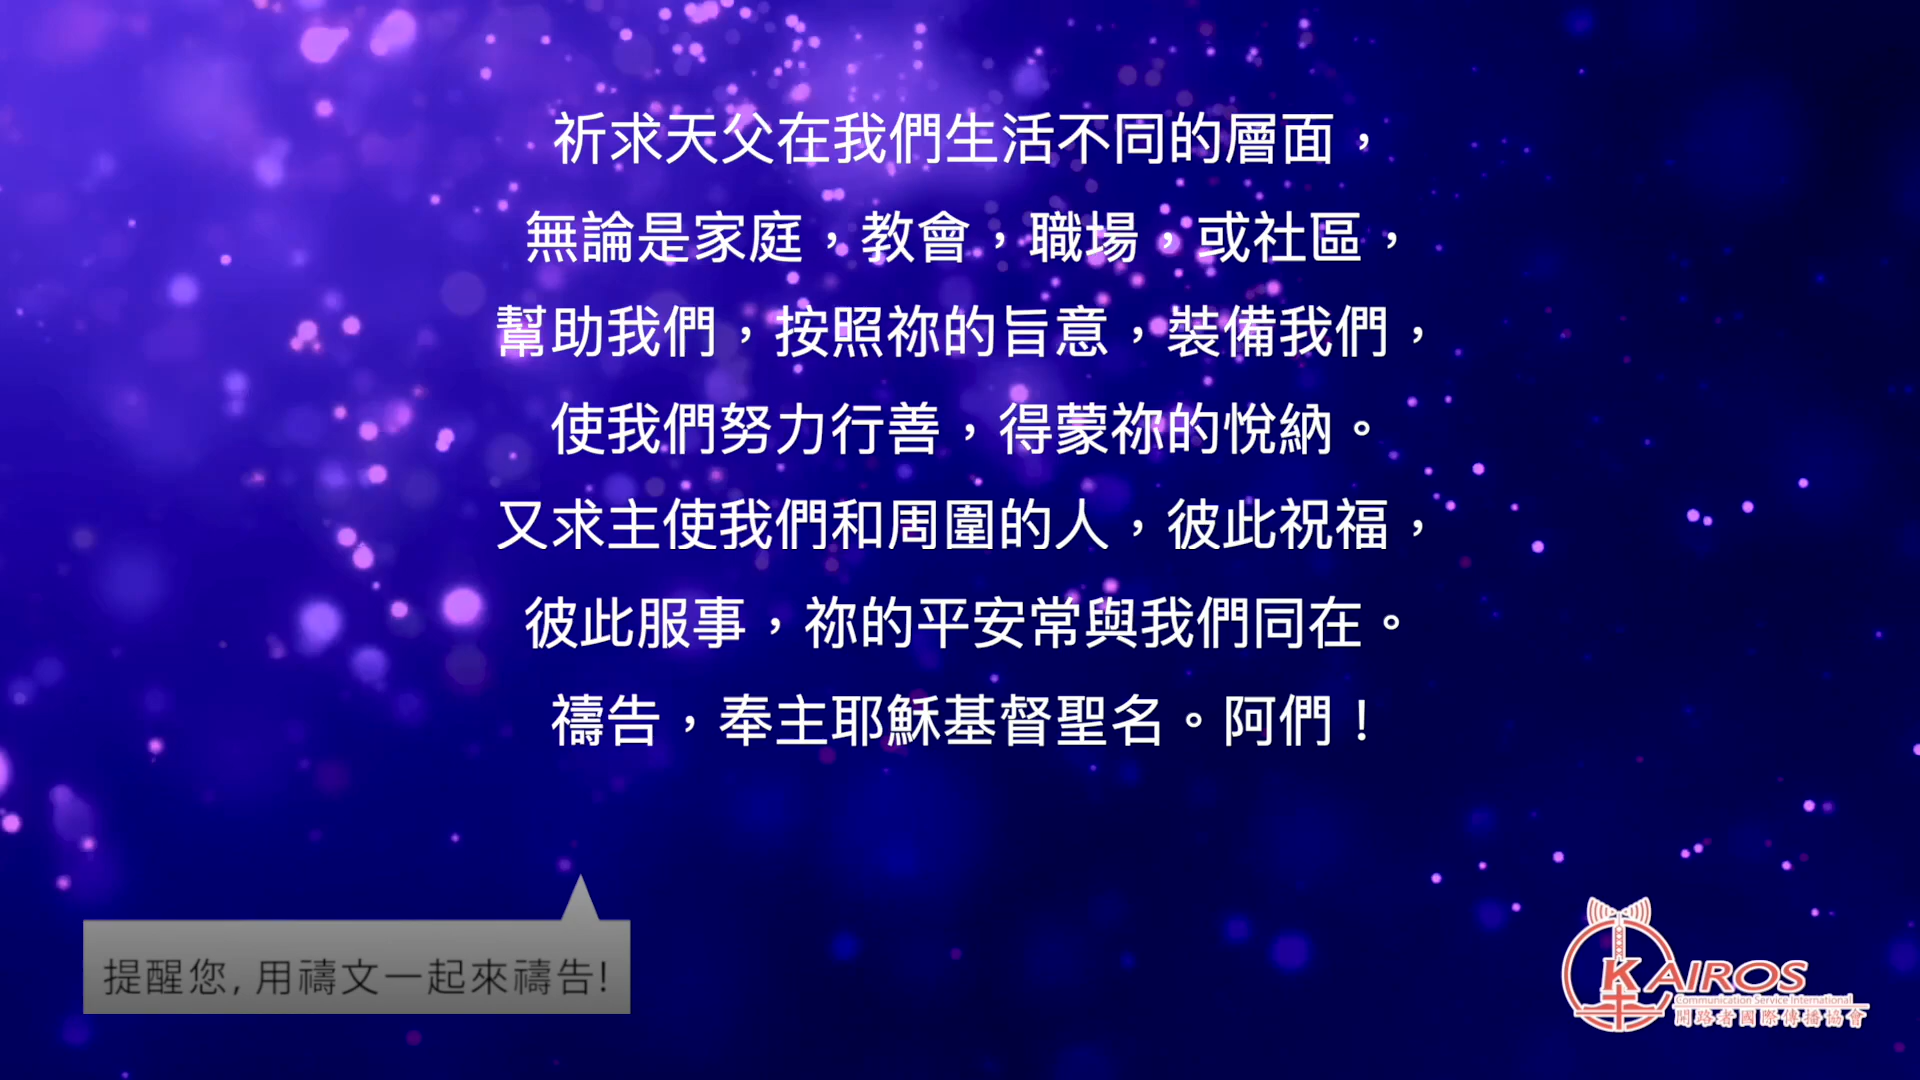 祈求天父在我們生活不同的層面，
無論是家庭，教會，職場，或社區，
幫助我們，按照祢的旨意，裝備我們，
使我們努力行善，得蒙祢的悅納。
又求主使我們和周圍的人，彼此祝福，
彼此服事，祢的平安常與我們同在。
禱告，奉主耶穌基督聖名。阿們！
提醒您, 用禱文一起來禱告!
KAIROS
Communication Service International
開路者國際傳播協會